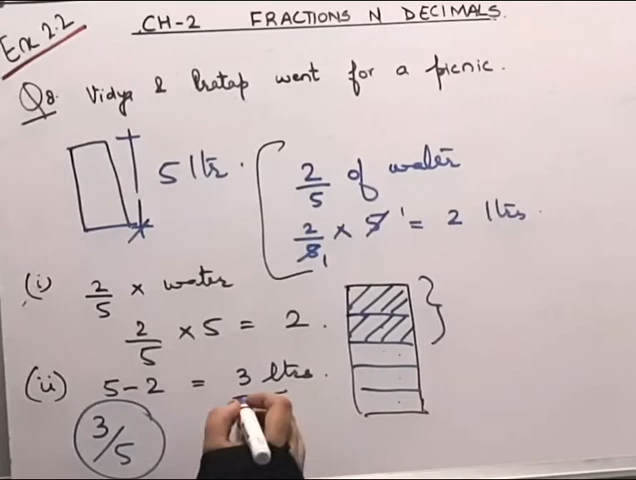 Ex 2.2
CH-2 FRACTIONS N DECIMALS.
Q8. Vidya & Pratap went for a picnic.
5 ltr.
2/5 of water
2/5 × 5 1 = 2 ltrs.
(i) 2/5 × water
2/5 × 5 = 2.
(ii) 5-2 = 3 ltrs.
3/5